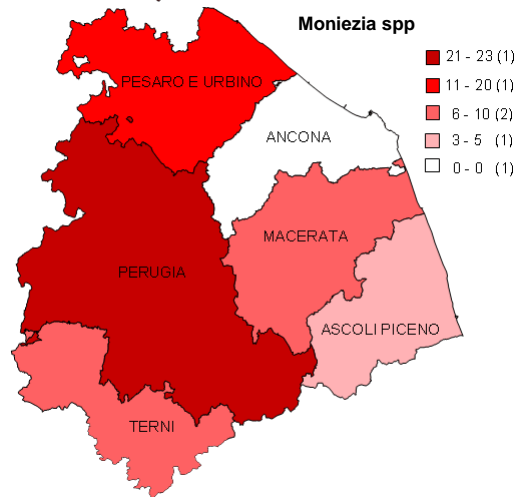 Moniezia spp
21 - 23 (1)
11 - 20 (1)
6 - 10 (2)
3 - 5 (1)
0 - 0 (1)
PESARO E URBINO
ANCONA
MACERATA
PERUGIA
ASCOLI PICENO
TERNI